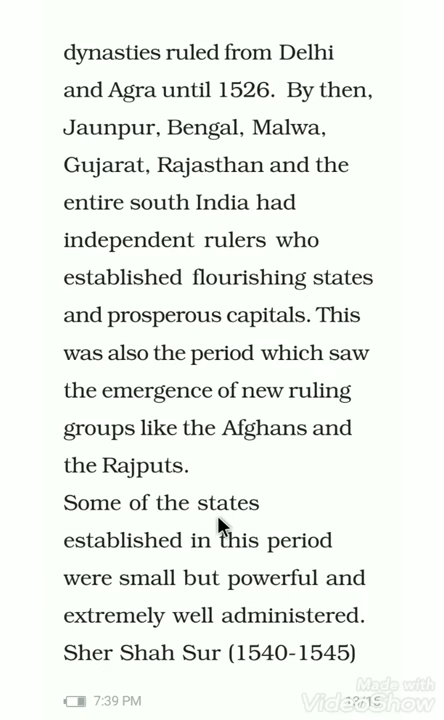 dynasties ruled from Delhi
and Agra until 1526. By then,
Jaunpur, Bengal, Malwa,
Gujarat, Rajasthan and the
entire south India had
independent rulers who
established flourishing states
and prosperous capitals. This
was also the period which saw
the emergence of new ruling
groups like the Afghans and
the Rajputs.
Some of the states
established in this period
were small but powerful and
extremely well administered.
Sher Shah Sur (1540-1545)
Made with
VideoShow
7:39 PM